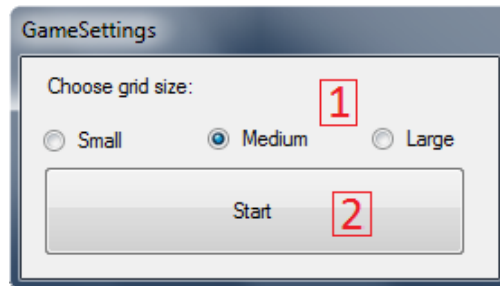 GameSettings
Choose grid size:
1
Small Medium Large
Start 2